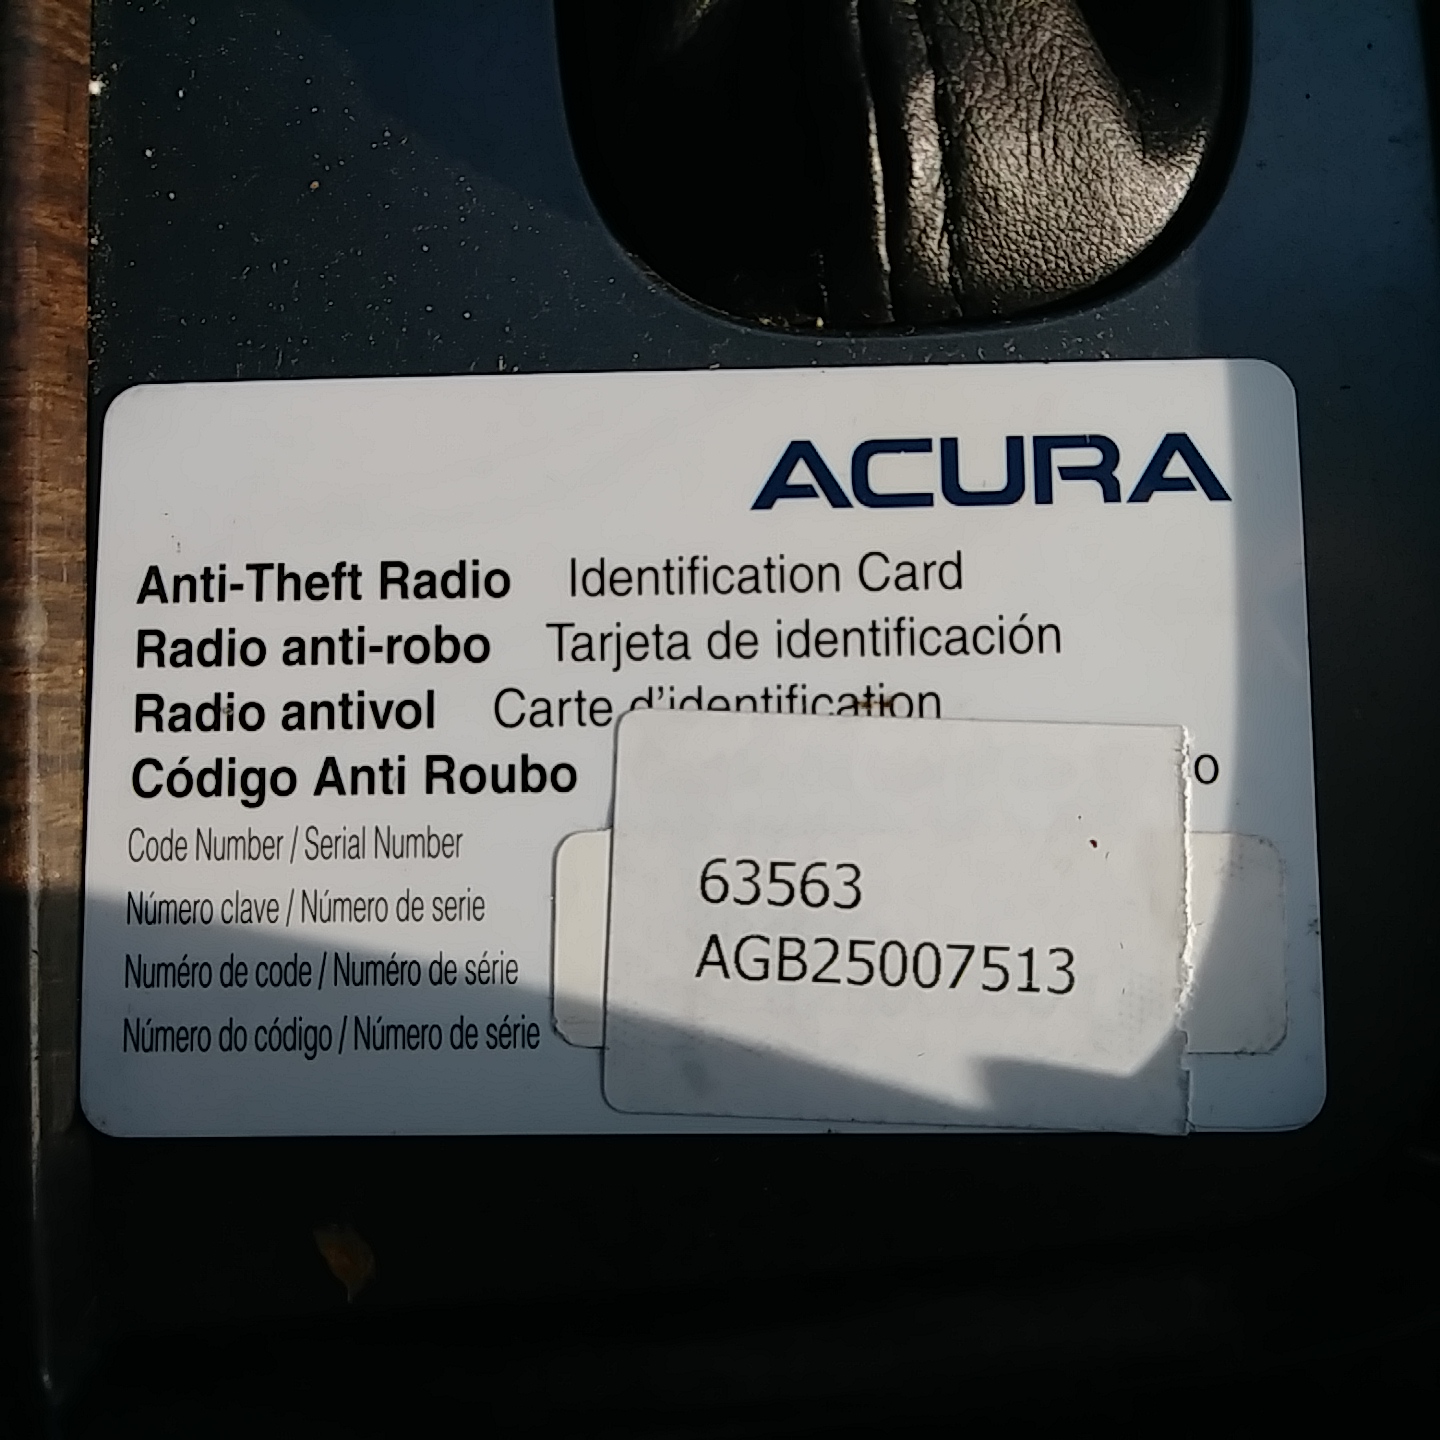 ACURA
Anti-Theft Radio Identification Card
Radio anti-robo Tarjeta de identificación
Radio antivol Carte d'identification
Código Anti Roubo o
Code Number / Serial Number
Número clave / Número de serie
Numéro de code / Numéro de série
Número do código / Número de série
63563
AGB25007513